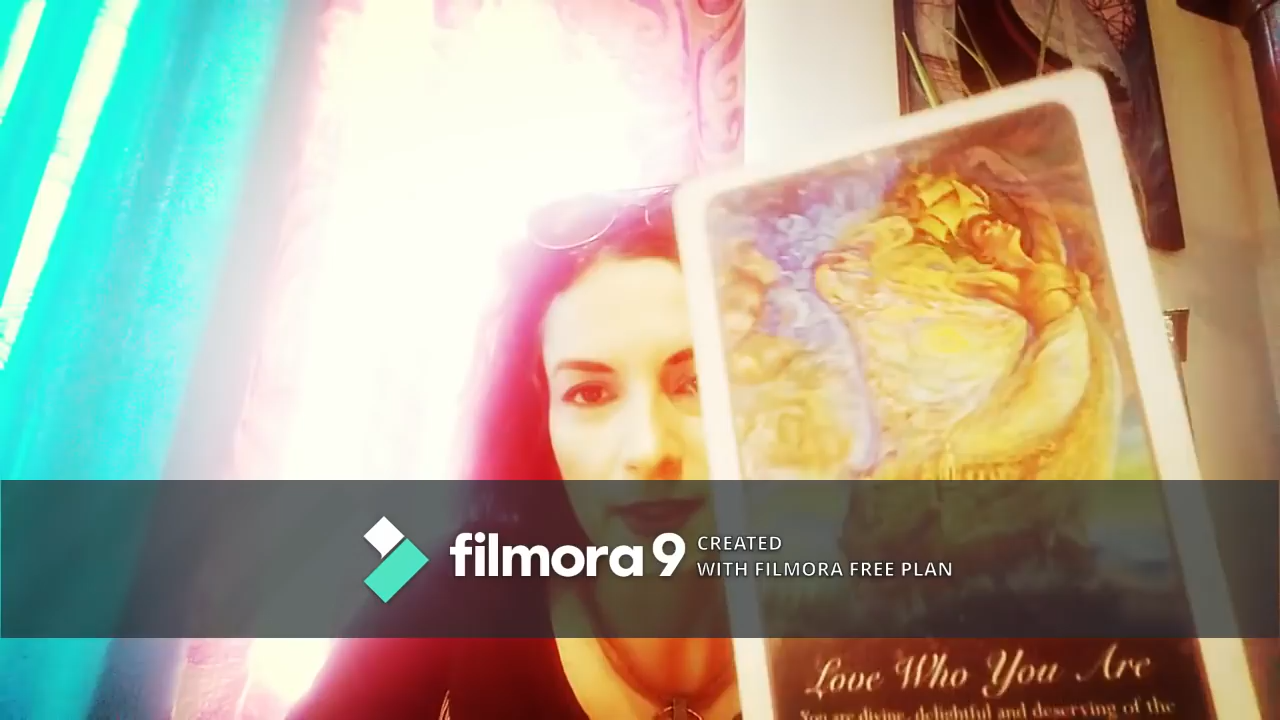 filmora9
CREATED
WITH FILMORA FREE PLAN
Love Who You Are
You are divine, delightful and deserving of the